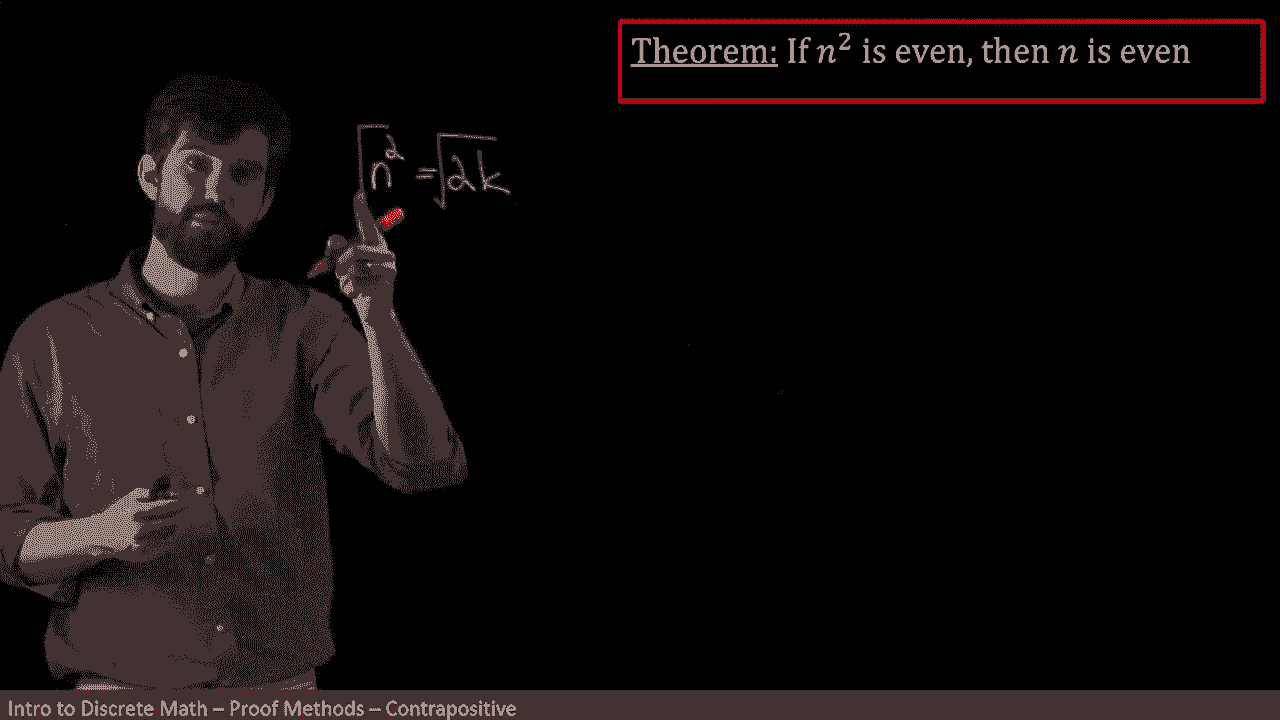 Theorem: If n² is even, then n is even
√n² = √2k
Intro to Discrete Math – Proof Methods – Contrapositive